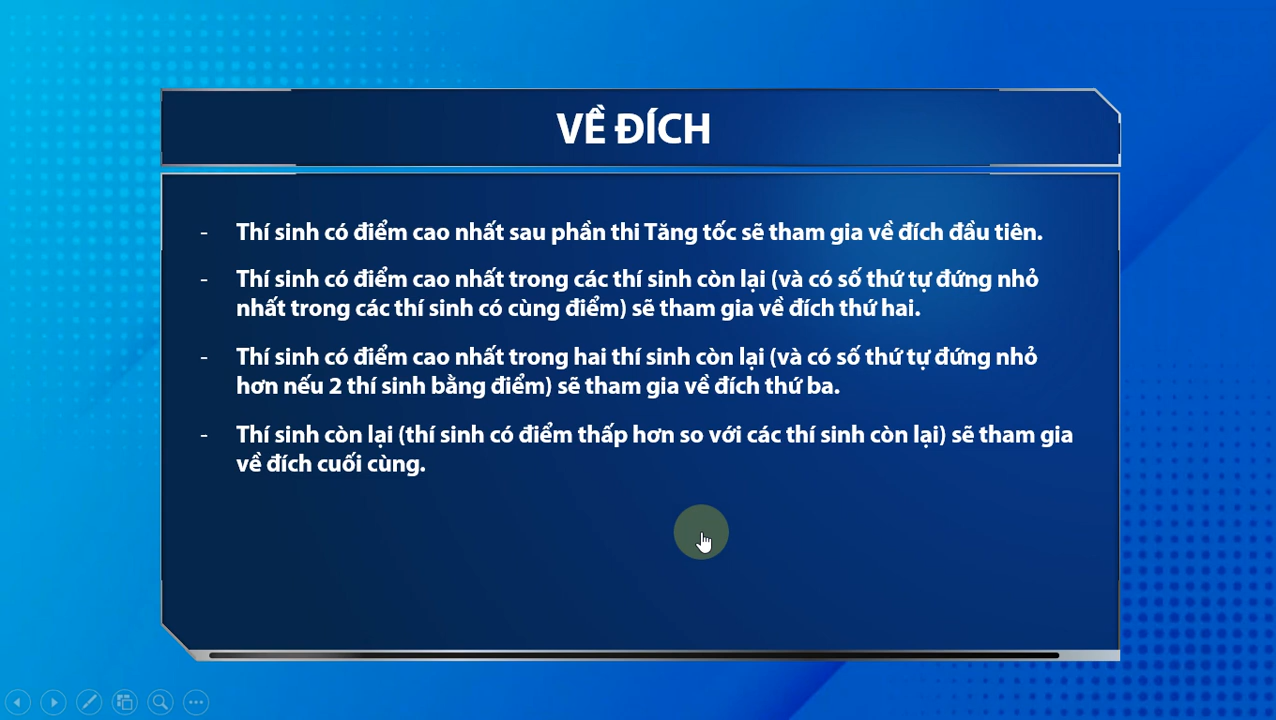 VỀ ĐÍCH
- Thí sinh có điểm cao nhất sau phần thi Tăng tốc sẽ tham gia về đích đầu tiên.
- Thí sinh có điểm cao nhất trong các thí sinh còn lại (và có số thứ tự đứng nhỏ
nhất trong các thí sinh có cùng điểm) sẽ tham gia về đích thứ hai.
- Thí sinh có điểm cao nhất trong hai thí sinh còn lại (và có số thứ tự đứng nhỏ
hơn nếu 2 thí sinh bằng điểm) sẽ tham gia về đích thứ ba.
- Thí sinh còn lại (thí sinh có điểm thấp hơn so với các thí sinh còn lại) sẽ tham gia
về đích cuối cùng.